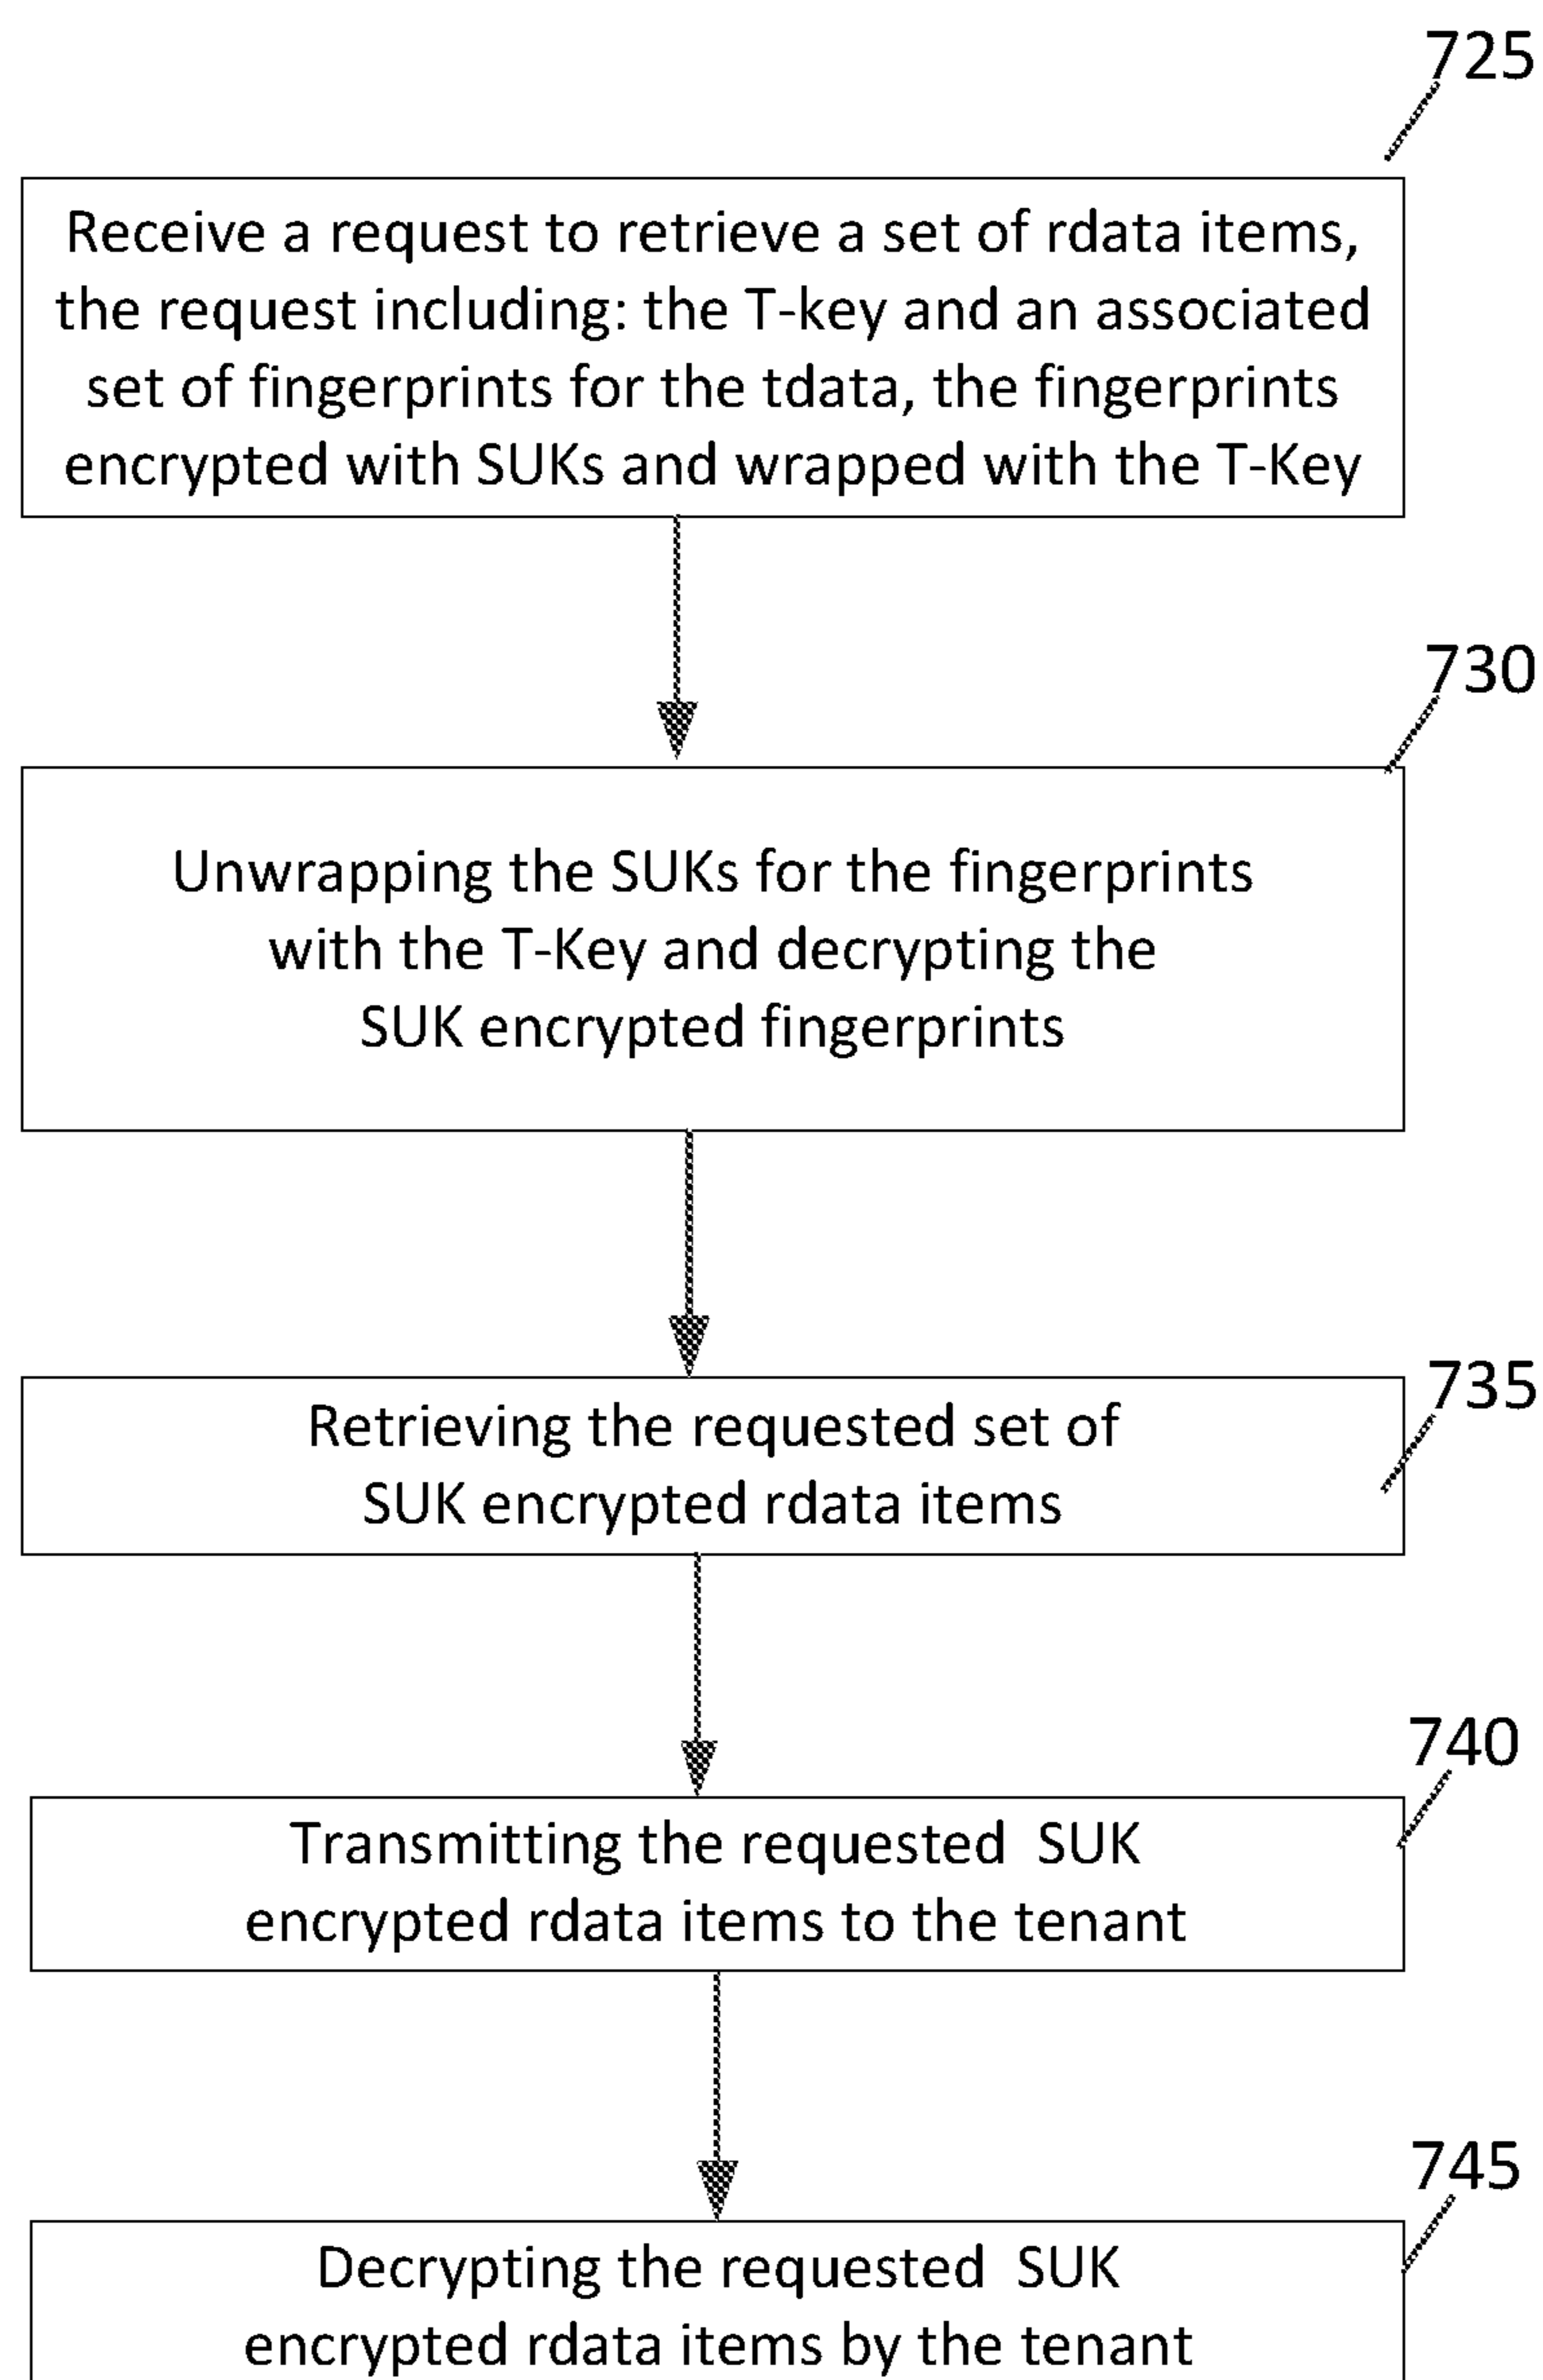 725
Receive a request to retrieve a set of rdata items,
the request including: the T-key and an associated
set of fingerprints for the tdata, the fingerprints
encrypted with SUKs and wrapped with the T-Key
730
Unwrapping the SUKs for the fingerprints
with the T-Key and decrypting the
SUK encrypted fingerprints
735
Retrieving the requested set of
SUK encrypted rdata items
740
Transmitting the requested  SUK
encrypted rdata items to the tenant
745
Decrypting the requested  SUK
encrypted rdata items by the tenant